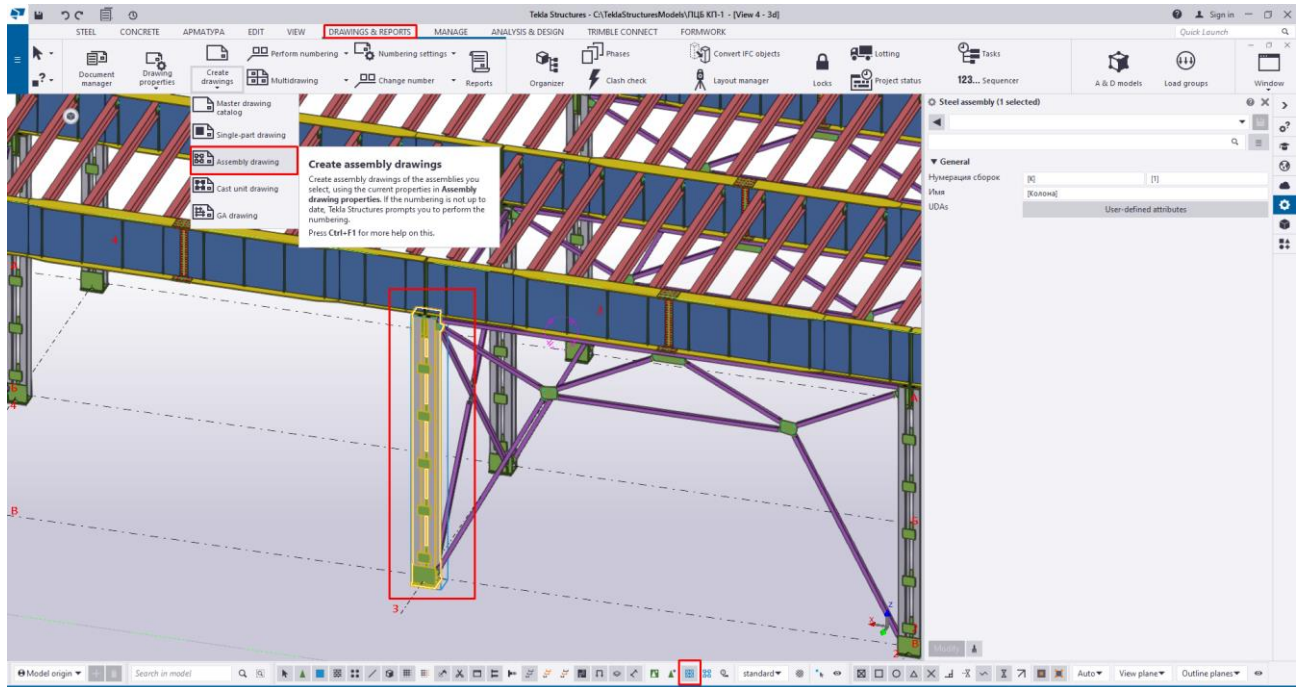 Tekla Structures - C:\TeklaStructuresModels\ПЦБ КП-1 - [View 4 - 3d]
Sign in
STEEL CONCRETE АРМАТУРА EDIT VIEW DRAWINGS & REPORTS MANAGE ANALYSIS & DESIGN TRIMBLE CONNECT FORMWORK
Quick Launch
Document manager
Drawing properties
Create drawings
Perform numbering
Multidrawing
Numbering settings
Change number
Reports
Organizer
Phases
Clash check
Convert IFC objects
Layout manager
Locks
Lotting
Project status
Tasks
123... Sequencer
A & D models
Load groups
Window
Master drawing catalog
Single-part drawing
Assembly drawing
Cast unit drawing
GA drawing
Create assembly drawings
Create assembly drawings of the assemblies you
select, using the current properties in Assembly
drawing properties. If the numbering is not up to
date, Tekla Structures prompts you to perform the
numbering.
Press Ctrl+F1 for more help on this.
Steel assembly (1 selected)
General
Нумерация сборок [К] [1]
Имя [Колона]
UDAs User-defined attributes
Modify
4
В
3
А
Б
В
2
x
z
Model origin
Search in model
standard
Auto
View plane
Outline planes